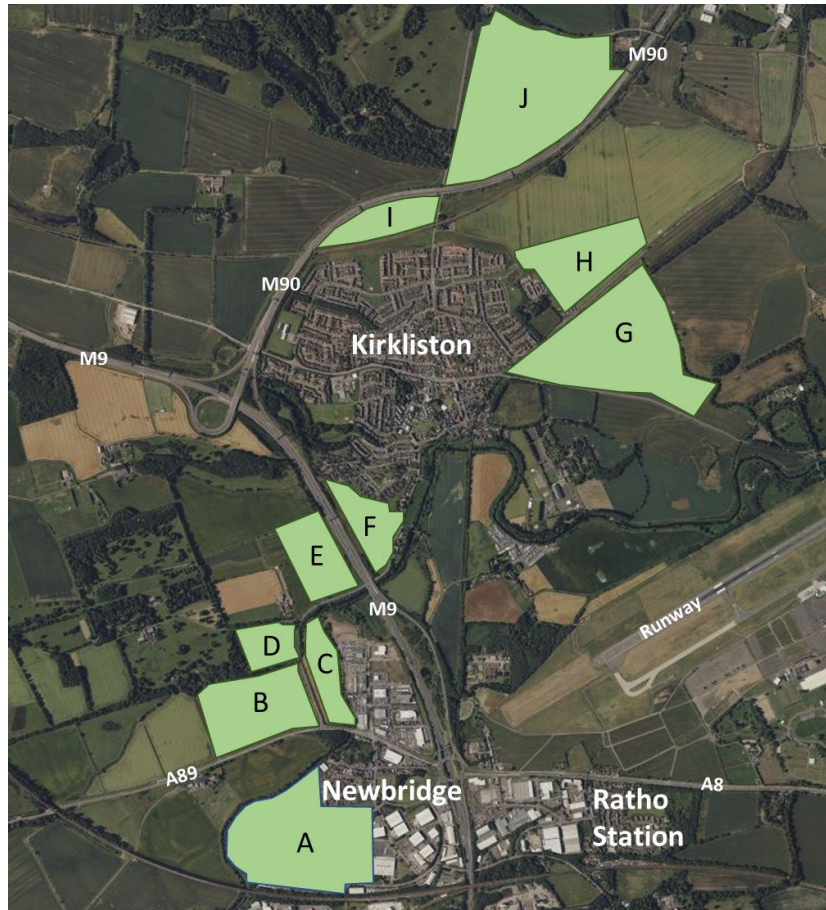 J
M90
I
H
M90
G
Kirkliston
M9
F
E
M9
Runway
D
C
B
A89
Newbridge
A8
Ratho
Station
A